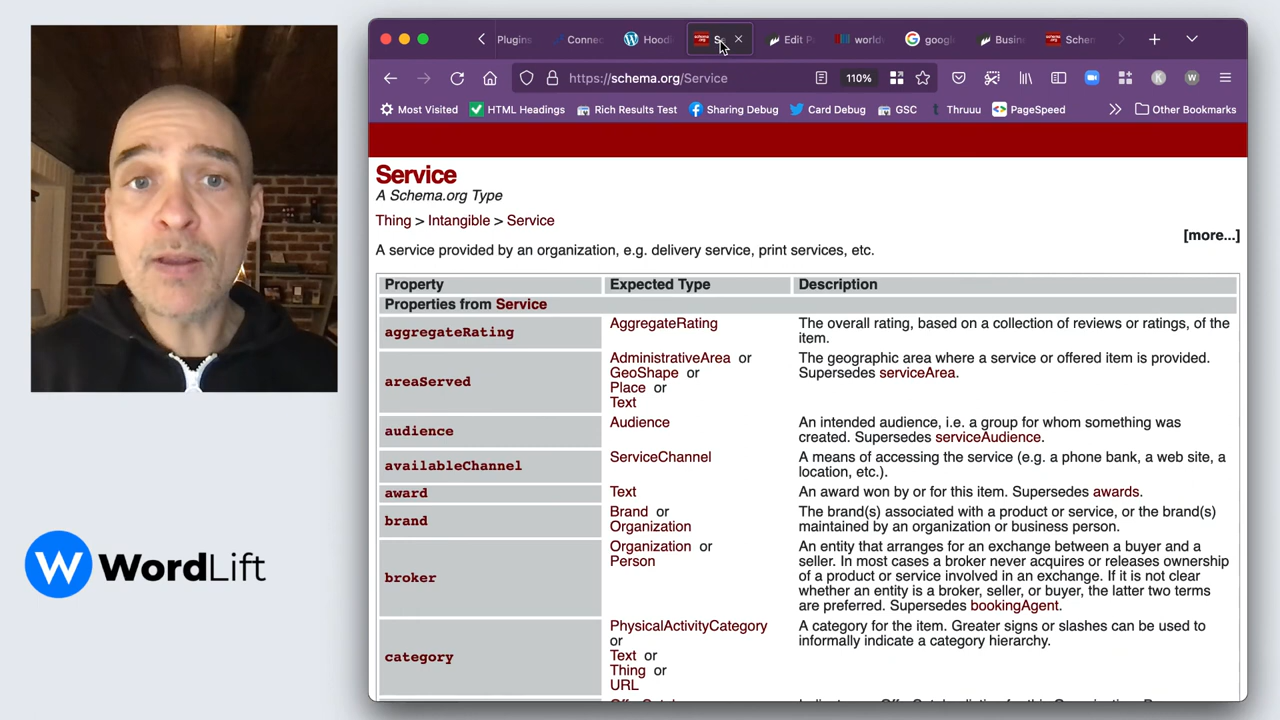 Plugins
Connec
Hoodi
S
Edit P
world
googl
Busin
Schen
https://schema.org/Service
110%
K
W
Most Visited
HTML Headings
Rich Results Test
Sharing Debug
Card Debug
GSC
Thruuu
PageSpeed
Other Bookmarks
Service
A Schema.org Type
Thing > Intangible > Service
[more...]
A service provided by an organization, e.g. delivery service, print services, etc.
Property Expected Type Description
Properties from Service
aggregateRating AggregateRating The overall rating, based on a collection of reviews or ratings, of the
item.
areaServed AdministrativeArea or The geographic area where a service or offered item is provided.
GeoShape or Supersedes serviceArea.
Place or
Text
audience Audience An intended audience, i.e. a group for whom something was
created. Supersedes serviceAudience.
availableChannel ServiceChannel A means of accessing the service (e.g. a phone bank, a web site, a
location, etc.).
award Text An award won by or for this item. Supersedes awards.
brand Brand or The brand(s) associated with a product or service, or the brand(s)
Organization maintained by an organization or business person.
broker Organization or An entity that arranges for an exchange between a buyer and a
Person seller. In most cases a broker never acquires or releases ownership
of a product or service involved in an exchange. If it is not clear
whether an entity is a broker, seller, or buyer, the latter two terms
are preferred. Supersedes bookingAgent.
category PhysicalActivityCategory A category for the item. Greater signs or slashes can be used to
or informally indicate a category hierarchy.
Text or
Thing or
URL
W WordLift